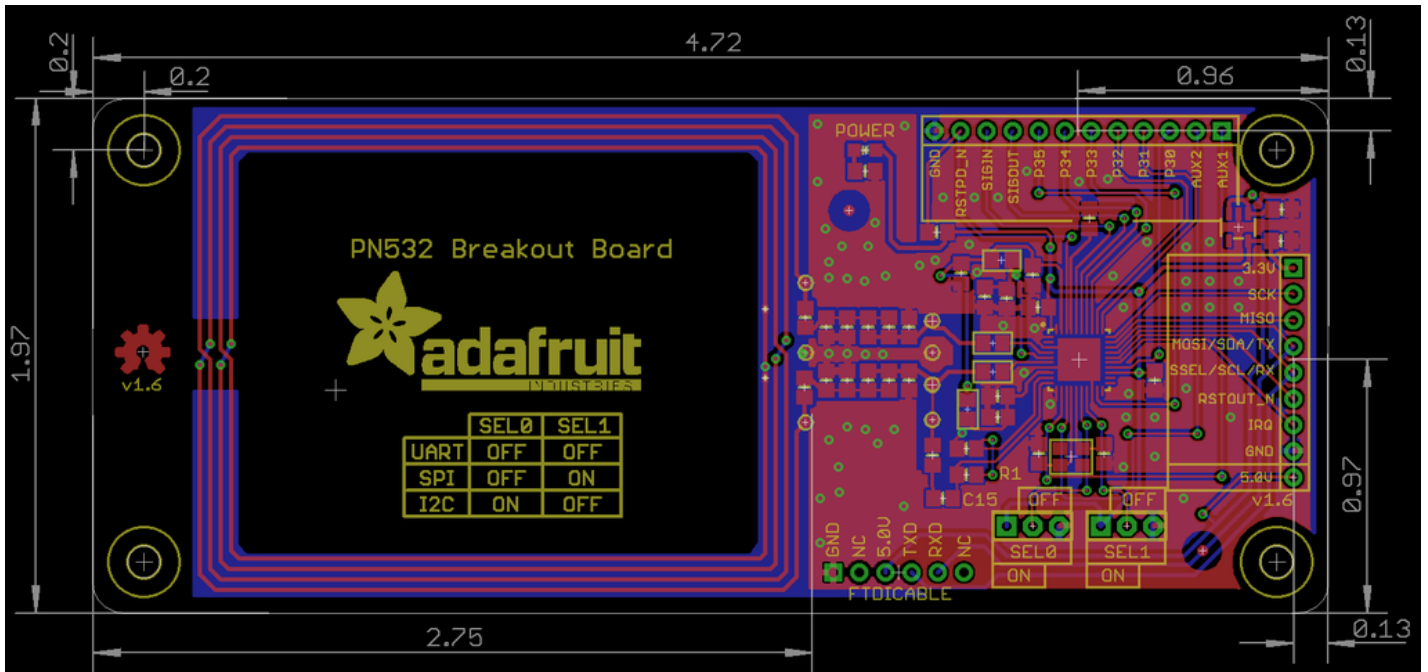 4.72
0.2
0.2
0.96
0.13
POWER
GND
RSTPD_N
SIGIN
SIGOUT
P35
P34
P33
P32
P31
P30
AUX2
AUX1
PN532 Breakout Board
adafruit
INDUSTRIES
1.97
v1.6
3.3V
SCK
MISO
MOSI/SDA/TX
SSEL/SCL/RX
RSTOUT_N
IRQ
GND
5.0V
v1.6
SEL0 SEL1
UART OFF OFF
SPI OFF ON
I2C ON OFF
R1
C15
OFF OFF
SEL0 SEL1
ON ON
GND
NC
5.0V
TXD
RXD
NC
FTDICABLE
0.97
2.75
0.13